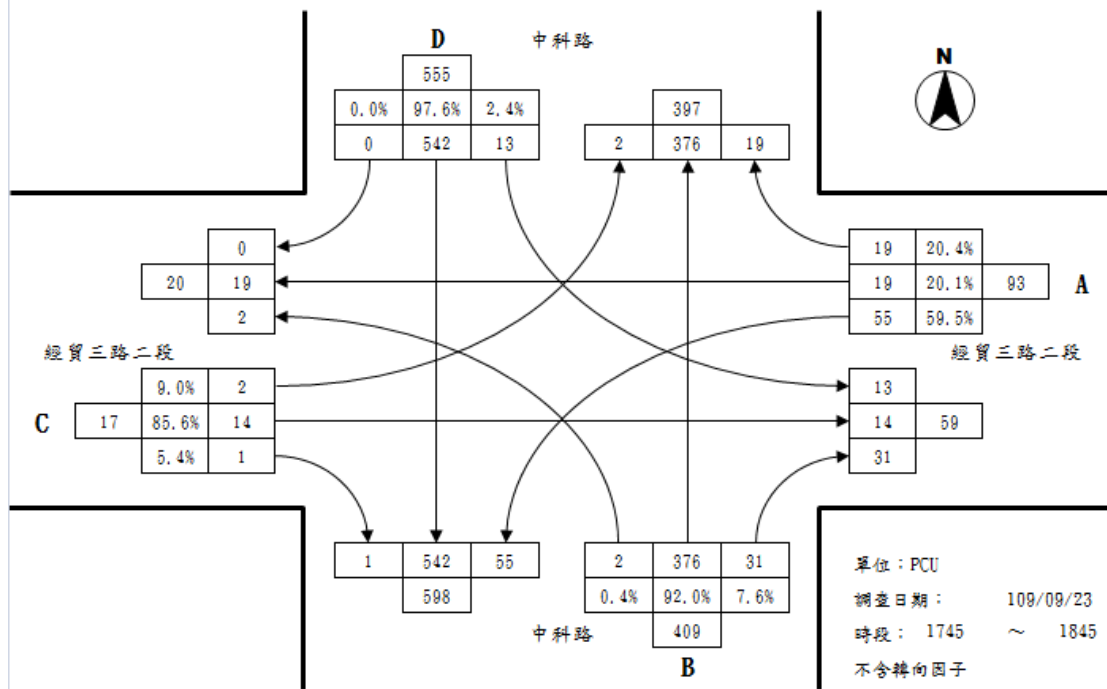 D 中科路
N
555
0.0% 97.6% 2.4%
0 542 13
397
2 376 19
0
20 19
2
19 20.4%
19 20.1% 93
55 59.5%
A
經貿三路二段
經貿三路二段
9.0% 2
C 17 85.6% 14
5.4% 1
13
14 59
31
1 542 55
598
2 376 31
0.4% 92.0% 7.6%
409
中科路
B
單位：PCU
調查日期： 109/09/23
時段： 1745 ～ 1845
不含轉向因子